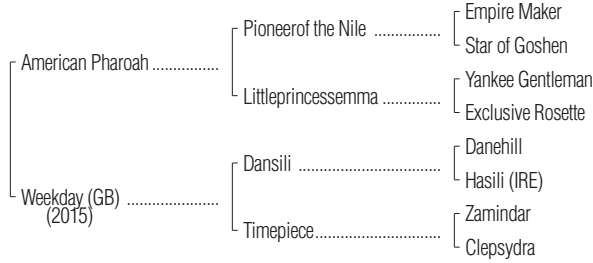 Empire Maker
Pioneerof the Nile ................
Star of Goshen
American Pharoah ................
Yankee Gentleman
Littleprincessemma ..............
Exclusive Rosette
Danehill
Dansili ..................................
Hasili (IRE)
Weekday (GB) ......................
(2015)
Zamindar
Timepiece..............................
Clepsydra